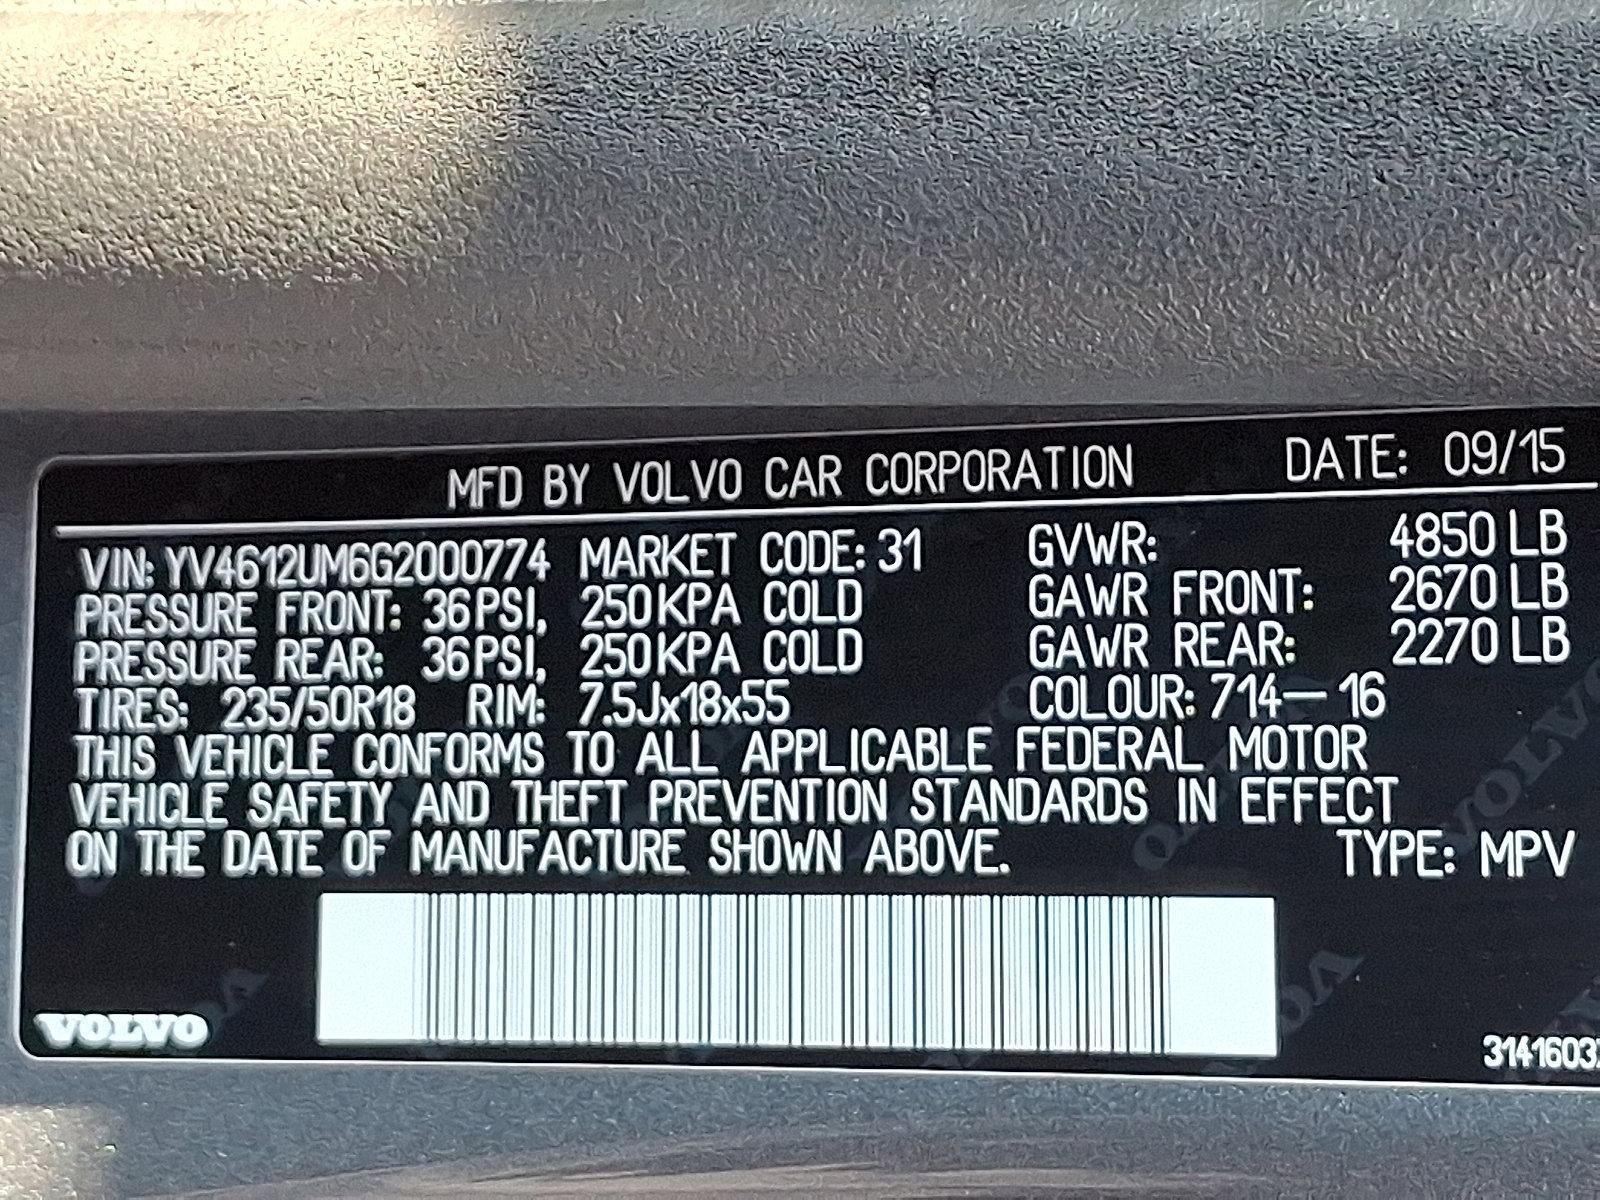 MFD BY VOLVO CAR CORPORATION DATE: 09/15
VIN: YV4612UM6G2000774 MARKET CODE: 31 GVWR: 4850 LB
PRESSURE FRONT: 36PSI, 250KPA COLD GAWR FRONT: 2670 LB
PRESSURE REAR: 36PSI, 250KPA COLD GAWR REAR: 2270 LB
TIRES: 235/50R18 RIM: 7.5Jx18x55 COLOUR: 714-16
THIS VEHICLE CONFORMS TO ALL APPLICABLE FEDERAL MOTOR
VEHICLE SAFETY AND THEFT PREVENTION STANDARDS IN EFFECT
ON THE DATE OF MANUFACTURE SHOWN ABOVE. TYPE: MPV
VOLVO